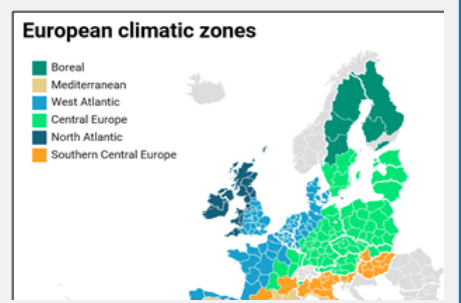 European climatic zones
Boreal
Mediterranean
West Atlantic
Central Europe
North Atlantic
Southern Central Europe